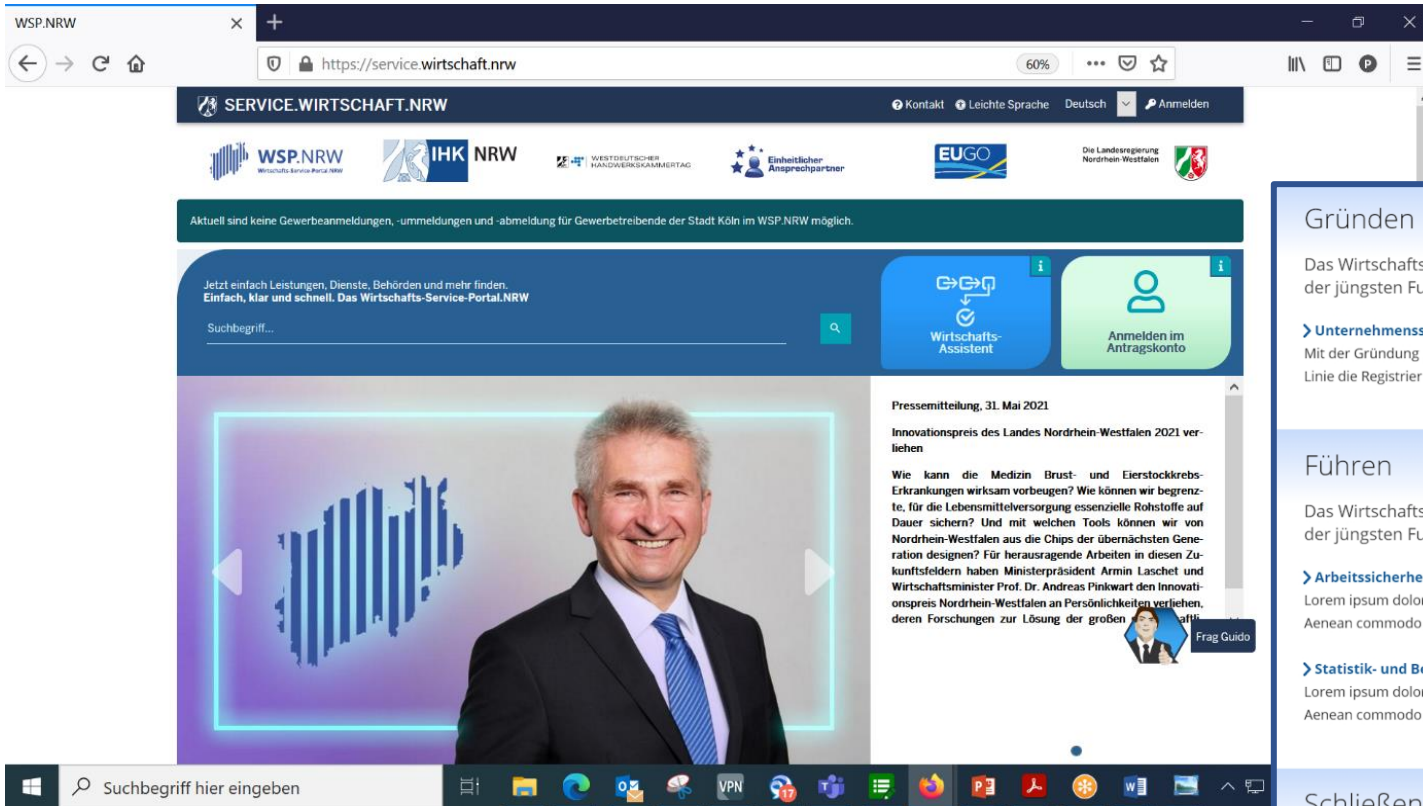 WSP.NRW
https://service.wirtschaft.nrw
60%
SERVICE.WIRTSCHAFT.NRW
Kontakt Leichte Sprache Deutsch Anmelden
WSP.NRW
Wirtschafts-Service-Portal.NRW
IHK NRW
WESTDEUTSCHER
HANDWERKSKAMMERTAG
Einheitlicher
Ansprechpartner
EUGO
Die Landesregierung
Nordrhein-Westfalen
Aktuell sind keine Gewerbeanmeldungen, -ummeldungen und -abmeldung für Gewerbetreibende der Stadt Köln im WSP.NRW möglich.
Jetzt einfach Leistungen, Dienste, Behörden und mehr finden.
Einfach, klar und schnell. Das Wirtschafts-Service-Portal.NRW
Suchbegriff...
i
Wirtschafts-
Assistent
i
Anmelden im
Antragskonto
Pressemitteilung, 31. Mai 2021
Innovationspreis des Landes Nordrhein-Westfalen 2021 ver-
liehen
Wie kann die Medizin Brust- und Eierstockkrebs-
Erkrankungen wirksam vorbeugen? Wie können wir begrenz-
te, für die Lebensmittelversorgung essenzielle Rohstoffe auf
Dauer sichern? Und mit welchen Tools können wir von
Nordrhein-Westfalen aus die Chips der übernächsten Gene-
ration designen? Für herausragende Arbeiten in diesen Zu-
kunftsfeldern haben Ministerpräsident Armin Laschet und
Wirtschaftsminister Prof. Dr. Andreas Pinkwart den Innovati-
onspreis Nordrhein-Westfalen an Persönlichkeiten verliehen,
deren Forschungen zur Lösung der großen
Frag Guido
Gründen
Das Wirtschafts
der jüngsten Fu
Unternehmenss
Mit der Gründung
Linie die Registrier
Führen
Das Wirtschafts
der jüngsten Fu
Arbeitssicherhe
Lorem ipsum dolor
Aenean commodo
Statistik- und Be
Lorem ipsum dolor
Aenean commodo
Schließen
Suchbegriff hier eingeben
VPN
17